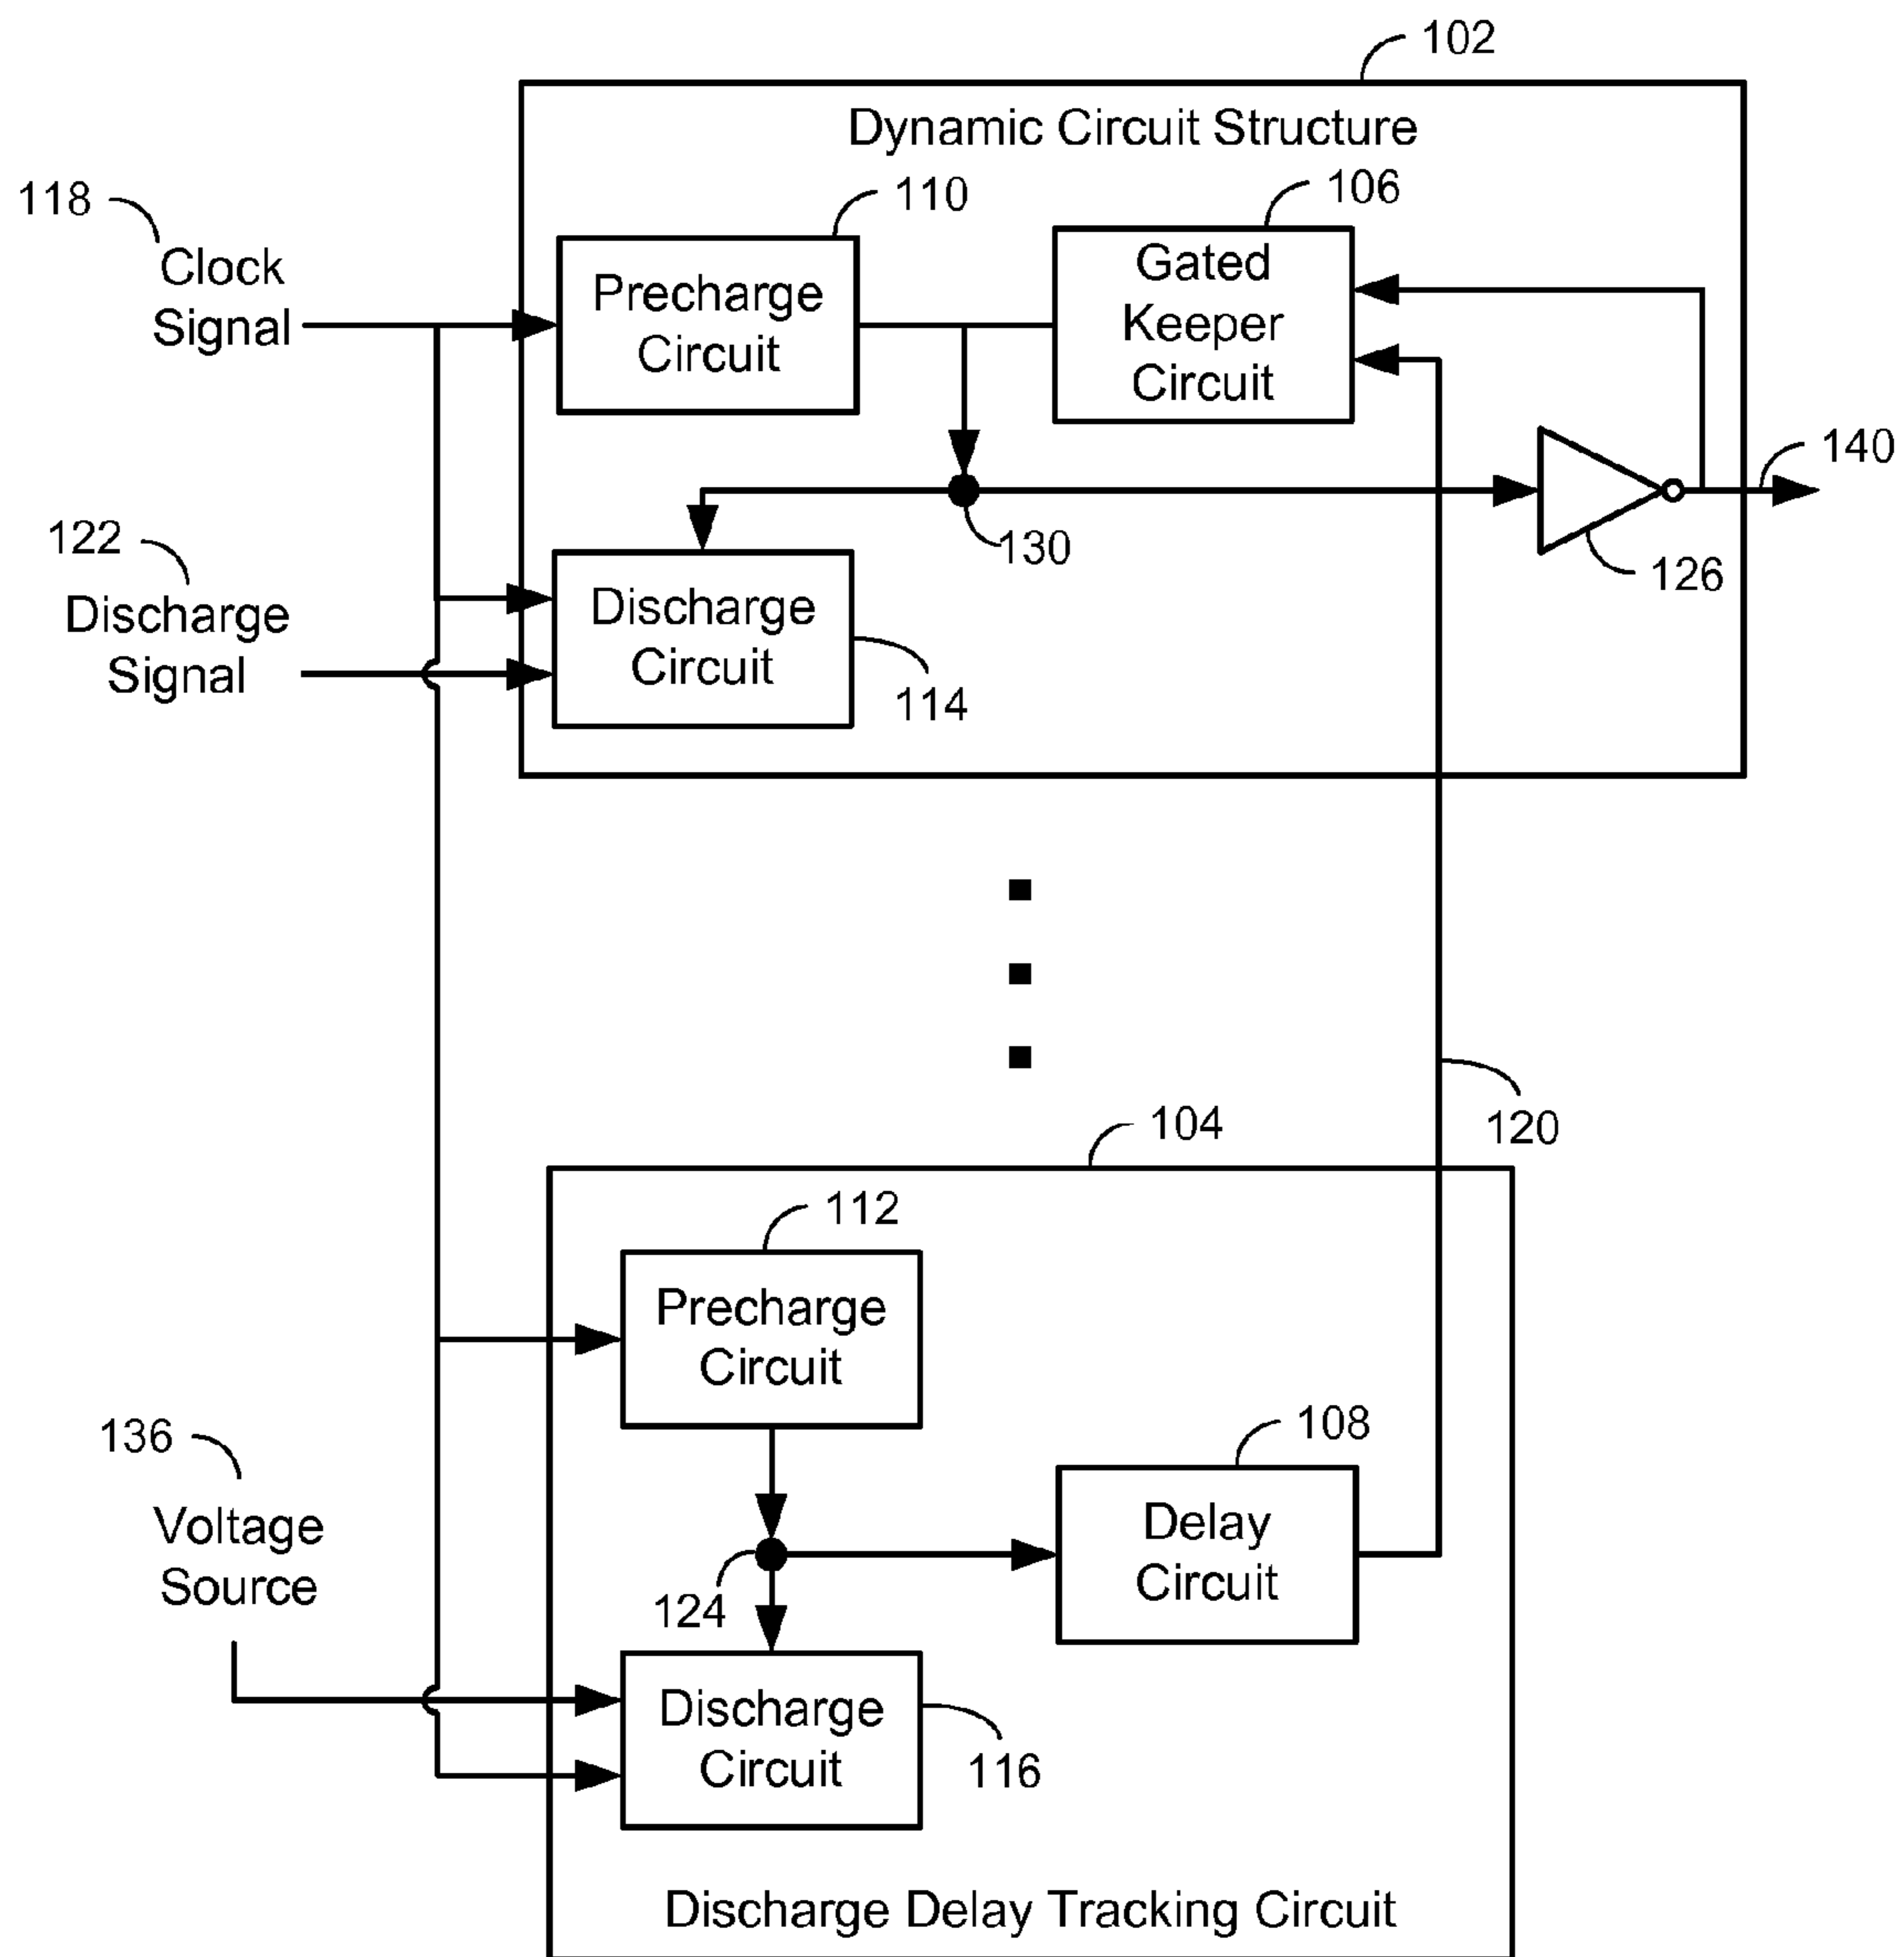 102
Dynamic Circuit Structure
118
Clock
Signal
110
Precharge
Circuit
106
Gated
Keeper
Circuit
140
130
126
122
Discharge
Signal
Discharge
Circuit
114
120
104
112
Precharge
Circuit
136
Voltage
Source
108
Delay
Circuit
124
Discharge
Circuit
116
Discharge Delay Tracking Circuit